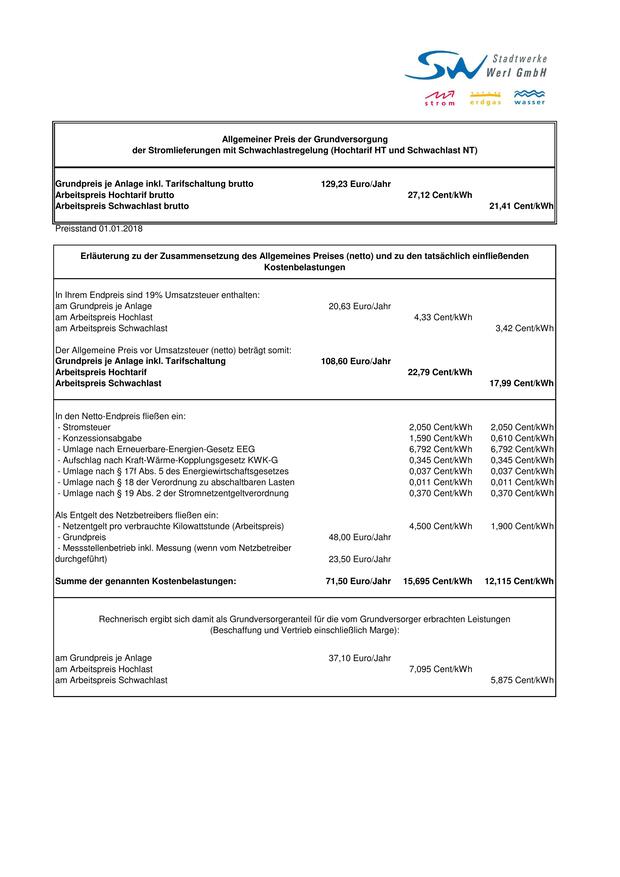 Stadtwerke
Werl GmbH
strom erdgas wasser
Allgemeiner Preis der Grundversorgung
der Stromlieferungen mit Schwachlastregelung (Hochtarif HT und Schwachlast NT)
Grundpreis je Anlage inkl. Tarifschaltung brutto 129,23 Euro/Jahr
Arbeitspreis Hochtarif brutto 27,12 Cent/kWh
Arbeitspreis Schwachlast brutto 21,41 Cent/kWh
Preisstand 01.01.2018
Erläuterung zu der Zusammensetzung des Allgemeines Preises (netto) und zu den tatsächlich einfließenden
Kostenbelastungen
In Ihrem Endpreis sind 19% Umsatzsteuer enthalten:
am Grundpreis je Anlage 20,63 Euro/Jahr
am Arbeitspreis Hochlast 4,33 Cent/kWh
am Arbeitspreis Schwachlast 3,42 Cent/kWh
Der Allgemeine Preis vor Umsatzsteuer (netto) beträgt somit:
Grundpreis je Anlage inkl. Tarifschaltung 108,60 Euro/Jahr
Arbeitspreis Hochtarif 22,79 Cent/kWh
Arbeitspreis Schwachlast 17,99 Cent/kWh
In den Netto-Endpreis fließen ein:
- Stromsteuer 2,050 Cent/kWh 2,050 Cent/kWh
- Konzessionsabgabe 1,590 Cent/kWh 0,610 Cent/kWh
- Umlage nach Erneuerbare-Energien-Gesetz EEG 6,792 Cent/kWh 6,792 Cent/kWh
- Aufschlag nach Kraft-Wärme-Kopplungsgesetz KWK-G 0,345 Cent/kWh 0,345 Cent/kWh
- Umlage nach § 17f Abs. 5 des Energiewirtschaftsgesetzes 0,037 Cent/kWh 0,037 Cent/kWh
- Umlage nach § 18 der Verordnung zu abschaltbaren Lasten 0,011 Cent/kWh 0,011 Cent/kWh
- Umlage nach § 19 Abs. 2 der Stromnetzentgeltverordnung 0,370 Cent/kWh 0,370 Cent/kWh
Als Entgelt des Netzbetreibers fließen ein:
- Netzentgelt pro verbrauchte Kilowattstunde (Arbeitspreis) 4,500 Cent/kWh 1,900 Cent/kWh
- Grundpreis 48,00 Euro/Jahr
- Messstellenbetrieb inkl. Messung (wenn vom Netzbetreiber
durchgeführt) 23,50 Euro/Jahr
Summe der genannten Kostenbelastungen: 71,50 Euro/Jahr 15,695 Cent/kWh 12,115 Cent/kWh
Rechnerisch ergibt sich damit als Grundversorgeranteil für die vom Grundversorger erbrachten Leistungen
(Beschaffung und Vertrieb einschließlich Marge):
am Grundpreis je Anlage 37,10 Euro/Jahr
am Arbeitspreis Hochlast 7,095 Cent/kWh
am Arbeitspreis Schwachlast 5,875 Cent/kWh